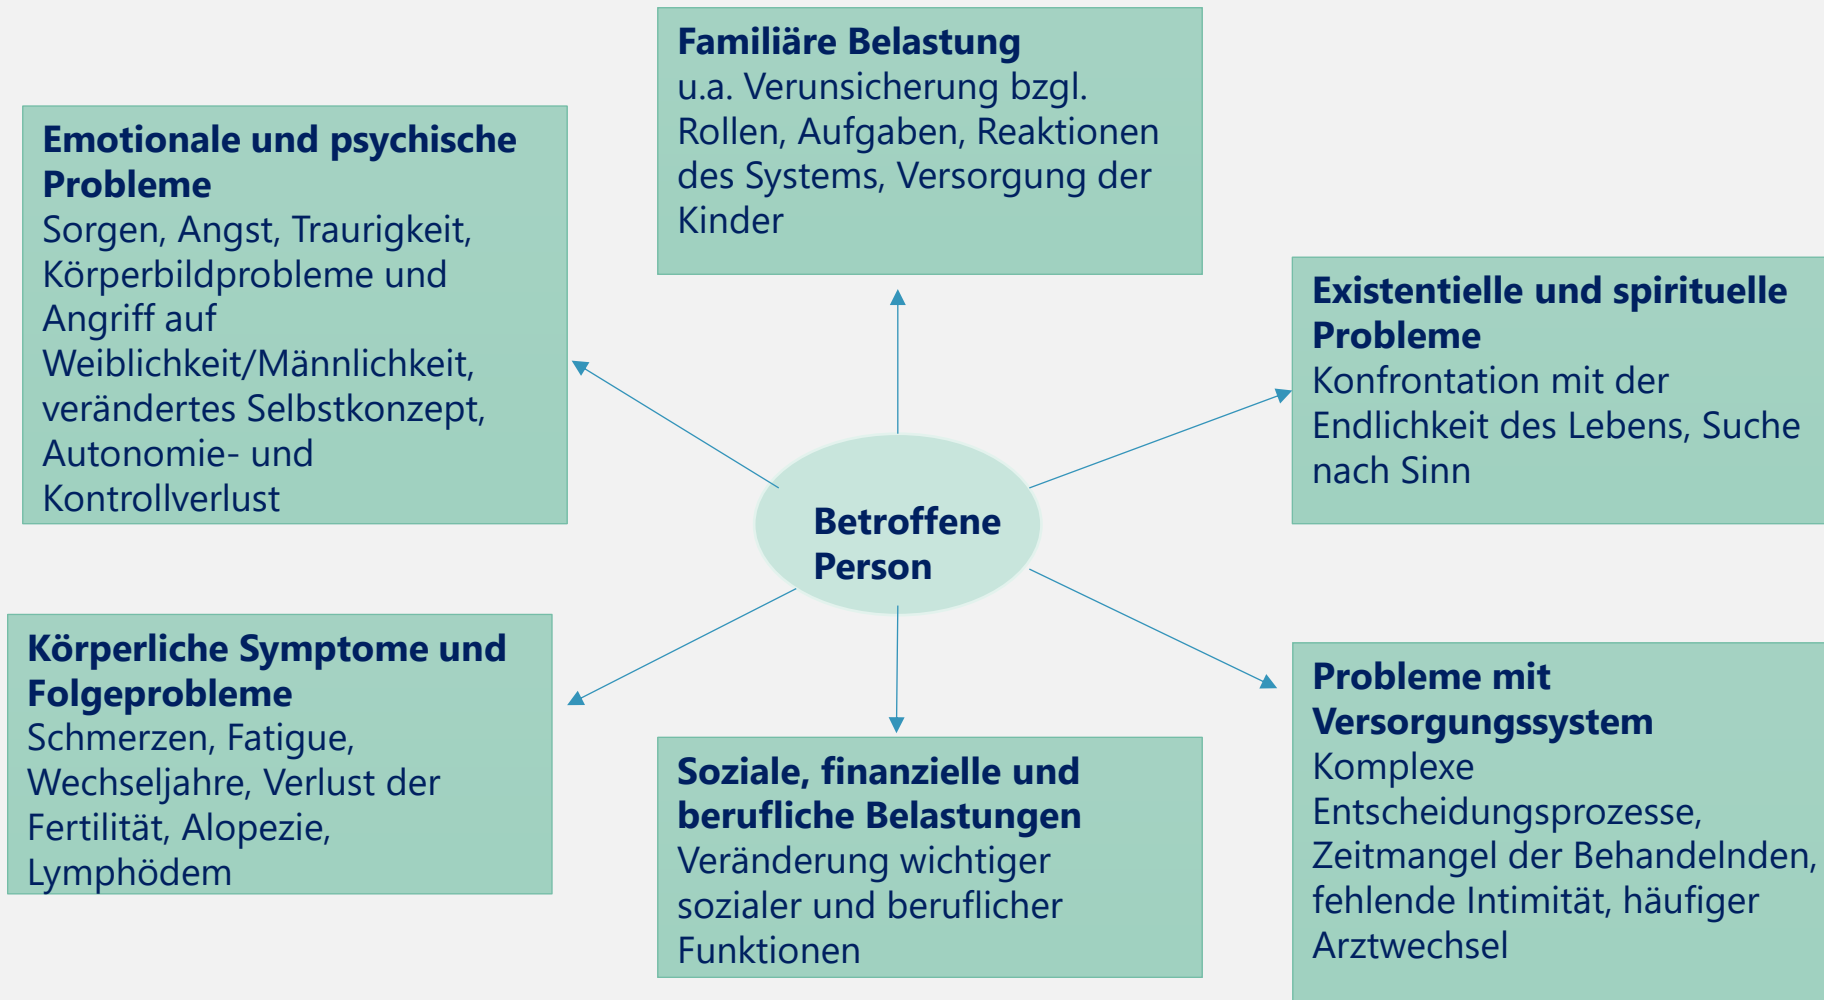 Familiäre Belastung
u.a. Verunsicherung bzgl.
Rollen, Aufgaben, Reaktionen
des Systems, Versorgung der
Kinder
Emotionale und psychische
Probleme
Sorgen, Angst, Traurigkeit,
Körperbildprobleme und
Angriff auf
Weiblichkeit/Männlichkeit,
verändertes Selbstkonzept,
Autonomie- und
Kontrollverlust
Existentielle und spirituelle
Probleme
Konfrontation mit der
Endlichkeit des Lebens, Suche
nach Sinn
Betroffene
Person
Körperliche Symptome und
Folgeprobleme
Schmerzen, Fatigue,
Wechseljahre, Verlust der
Fertilität, Alopezie,
Lymphödem
Soziale, finanzielle und
berufliche Belastungen
Veränderung wichtiger
sozialer und beruflicher
Funktionen
Probleme mit
Versorgungssystem
Komplexe
Entscheidungsprozesse,
Zeitmangel der Behandelnden,
fehlende Intimität, häufiger
Arztwechsel